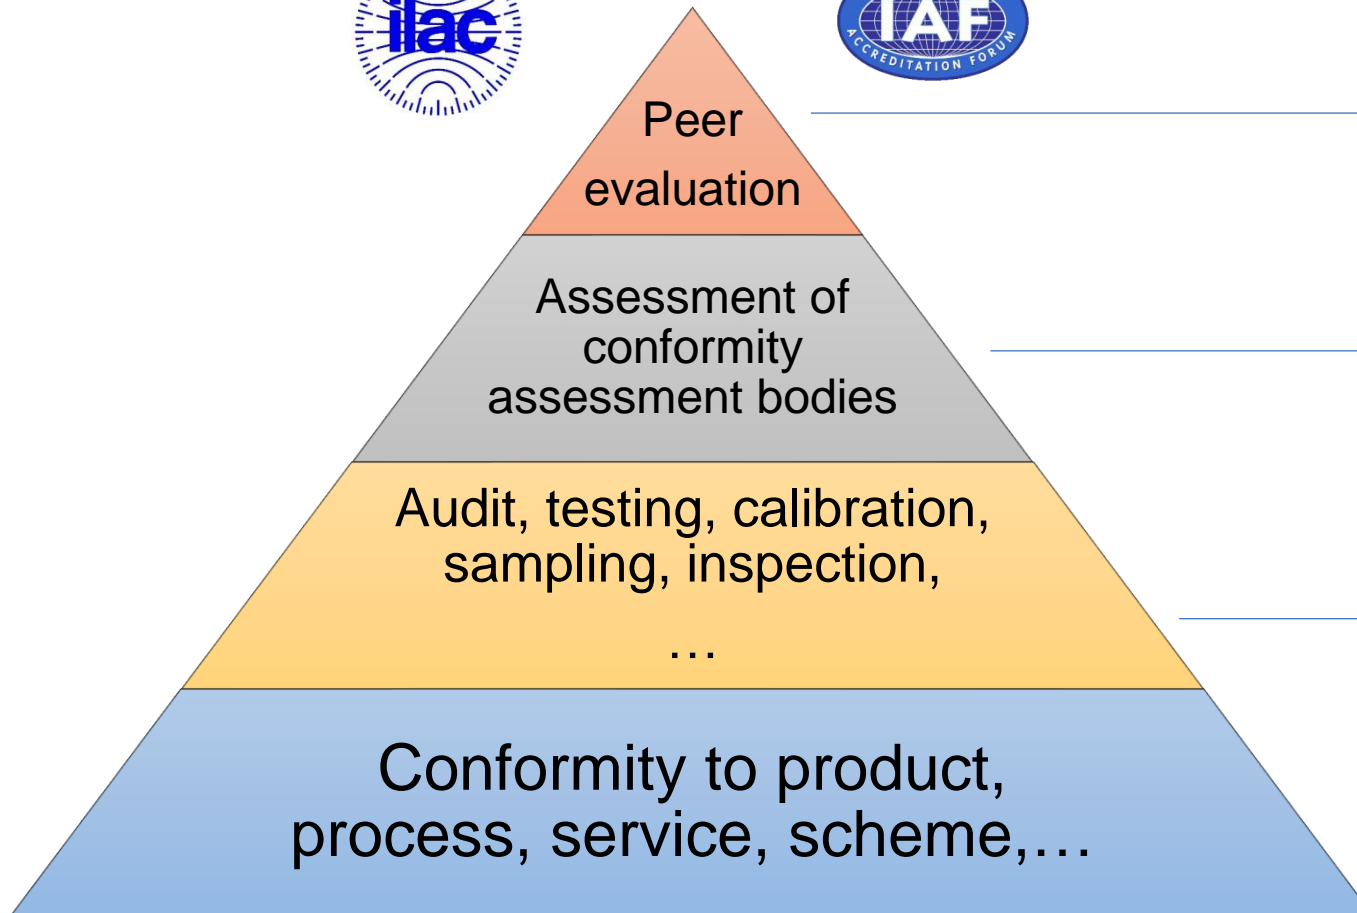 ilac
IAF
ACCREDITATION FORUM
Peer
evaluation
Assessment of
conformity
assessment bodies
Audit, testing, calibration,
sampling, inspection,
…
Conformity to product,
process, service, scheme,…